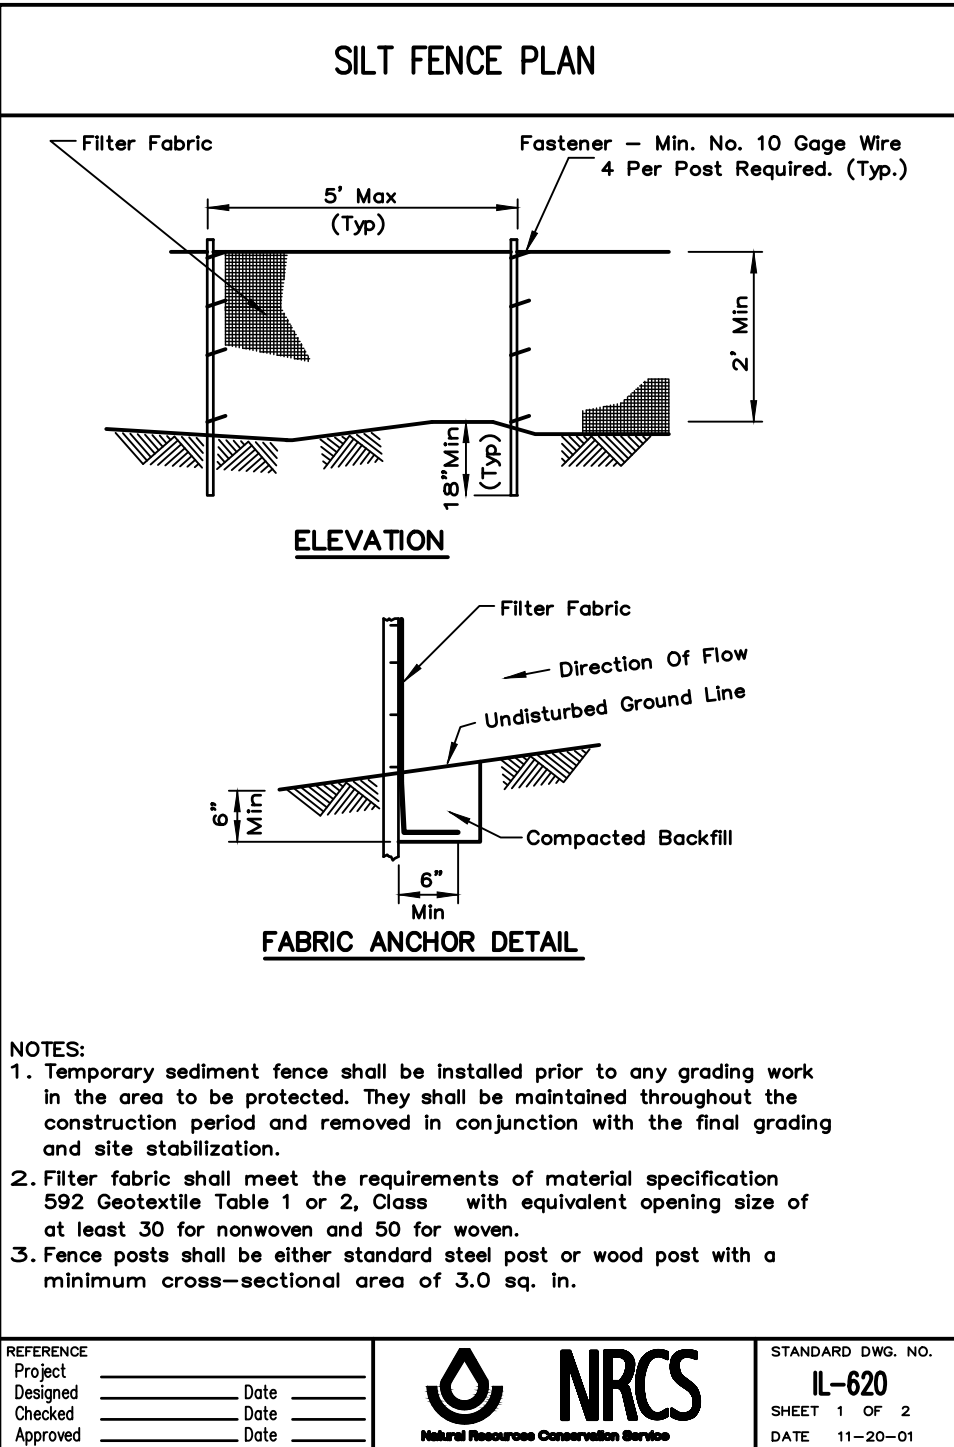 SILT FENCE PLAN
Filter Fabric
Fastener – Min. No. 10 Gage Wire
4 Per Post Required. (Typ.)
5' Max
(Typ)
2' Min
18"Min
(Typ)
ELEVATION
Filter Fabric
Direction Of Flow
Undisturbed Ground Line
6"
Min
Compacted Backfill
6"
Min
FABRIC ANCHOR DETAIL
NOTES:
1. Temporary sediment fence shall be installed prior to any grading work
in the area to be protected. They shall be maintained throughout the
construction period and removed in conjunction with the final grading
and site stabilization.
2. Filter fabric shall meet the requirements of material specification
592 Geotextile Table 1 or 2, Class    with equivalent opening size of
at least 30 for nonwoven and 50 for woven.
3. Fence posts shall be either standard steel post or wood post with a
minimum cross–sectional area of 3.0 sq. in.
REFERENCE
Project
Designed Date
Checked Date
Approved Date
NRCS
Natural Resources Conservation Service
STANDARD DWG. NO.
IL–620
SHEET 1 OF 2
DATE 11–20–01